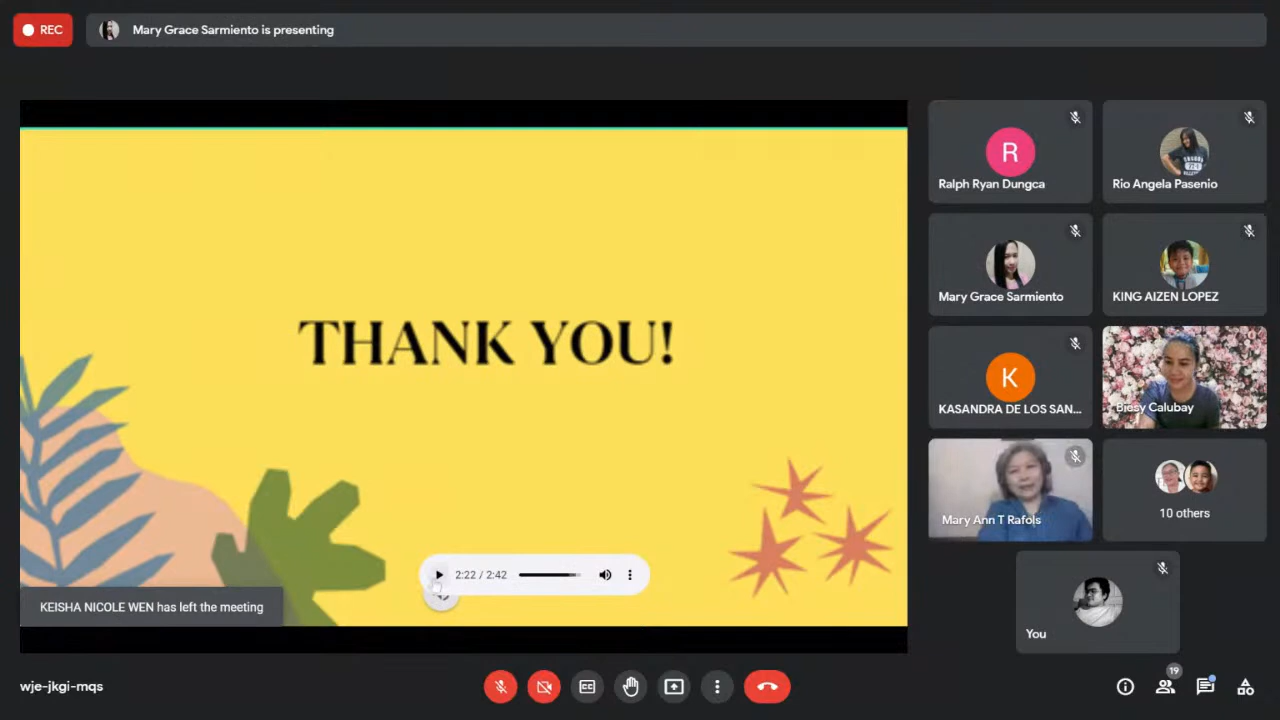 REC
Mary Grace Sarmiento is presenting
THANK YOU!
2:22 / 2:42
KEISHA NICOLE WEN has left the meeting
R
Ralph Ryan Dungca
Rio Angela Pasenio
Mary Grace Sarmiento
KING AIZEN LOPEZ
K
KASANDRA DE LOS SAN...
Biesy Calubay
Mary Ann T Rafols
10 others
You
wje-jkgi-mqs
CC
19